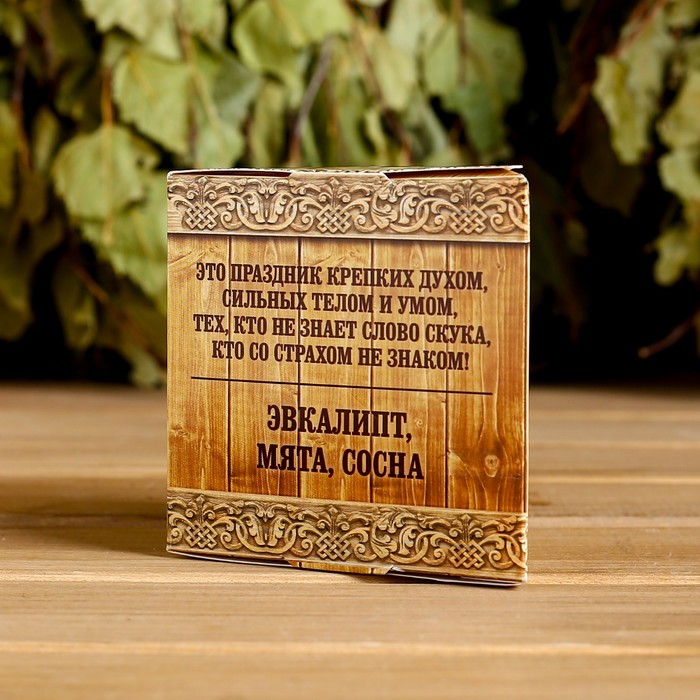 ЭТО ПРАЗДНИК КРЕПКИХ ДУХОМ,
СИЛЬНЫХ ТЕЛОМ И УМОМ,
ТЕХ, КТО НЕ ЗНАЕТ СЛОВО СКУКА,
КТО СО СТРАХОМ НЕ ЗНАКОМ!
ЭВКАЛИПТ,
МЯТА, СОСНА